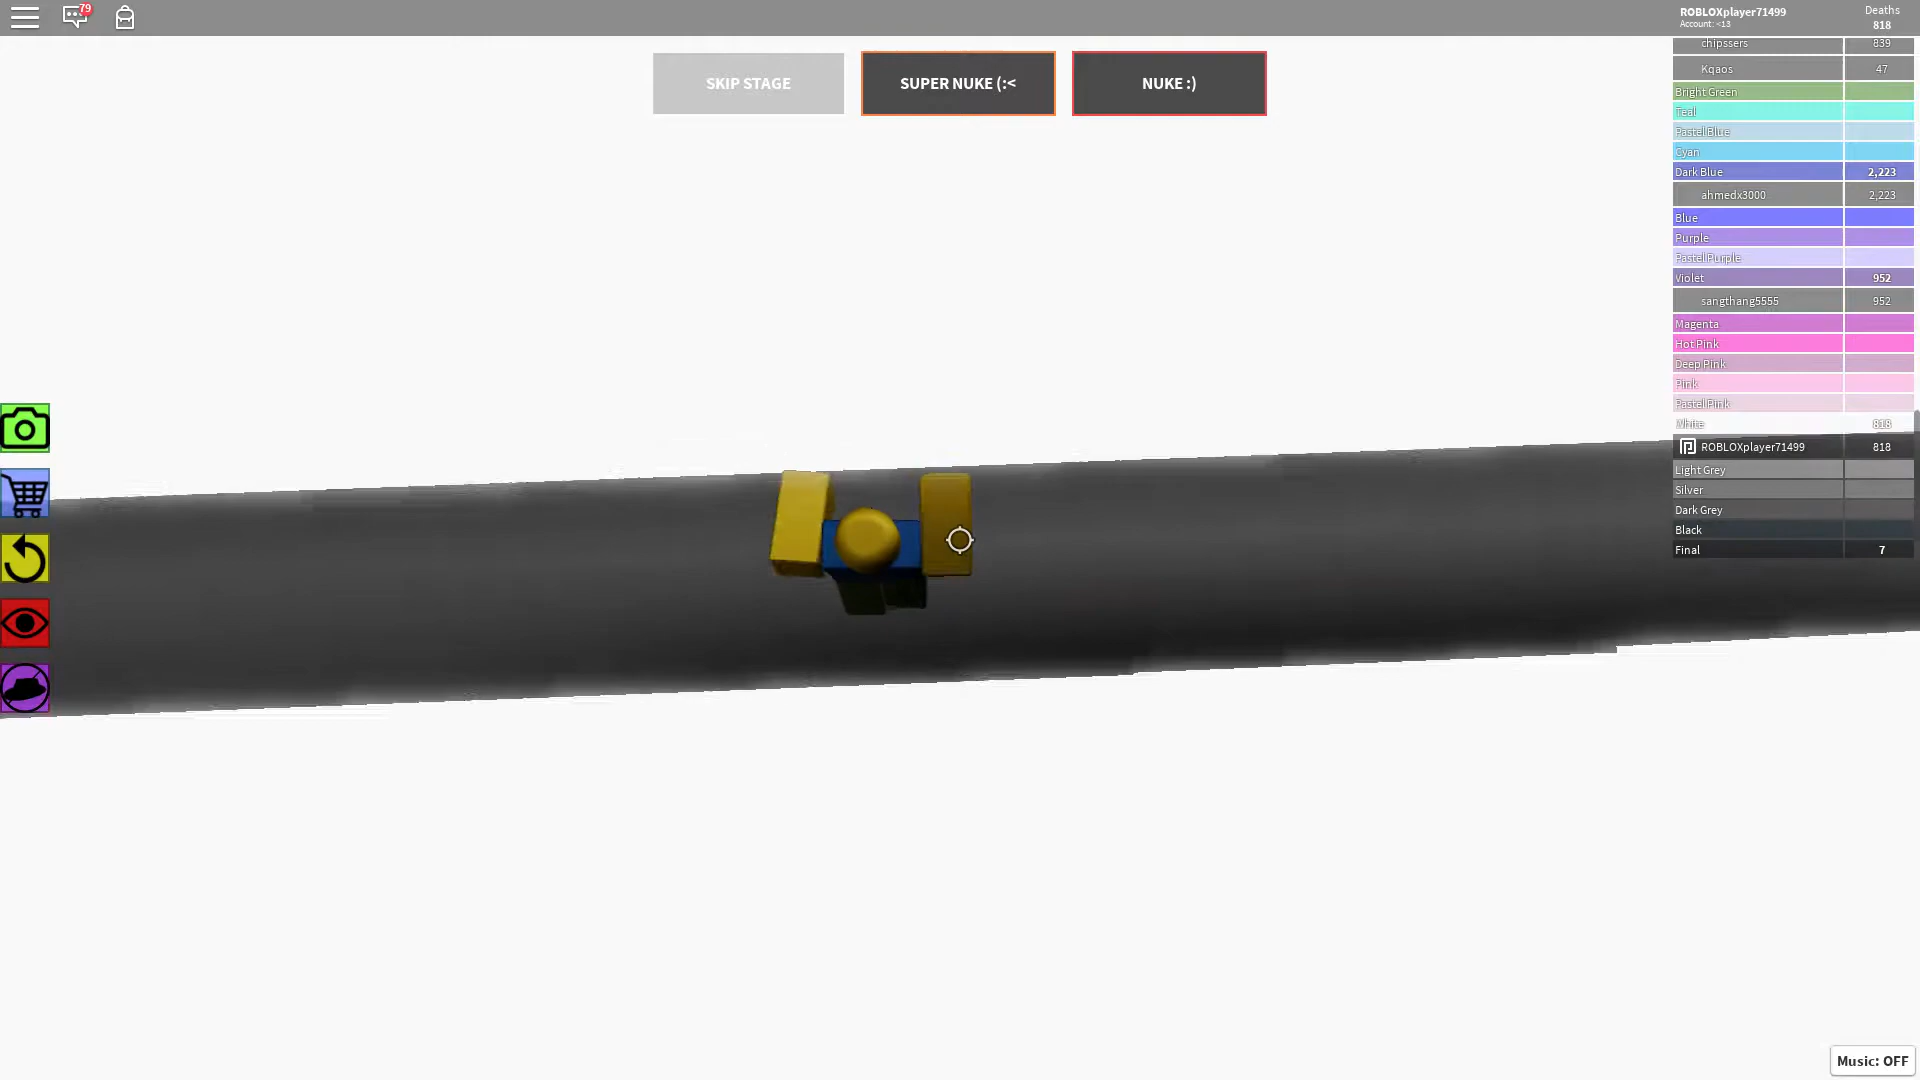 79
ROBLOXplayer71499
Account: <13
Deaths
818
SKIP STAGE
SUPER NUKE (:<
NUKE :)
chipssers 839
Kqaos 47
Bright Green
Teal
Pastel Blue
Cyan
Dark Blue 2,223
ahmedx3000 2,223
Blue
Purple
Pastel Purple
Violet 952
sangthang5555 952
Magenta
Hot Pink
Deep Pink
Pink
Pastel Pink
White 818
ROBLOXplayer71499 818
Light Grey
Silver
Dark Grey
Black
Final 7
Music: OFF